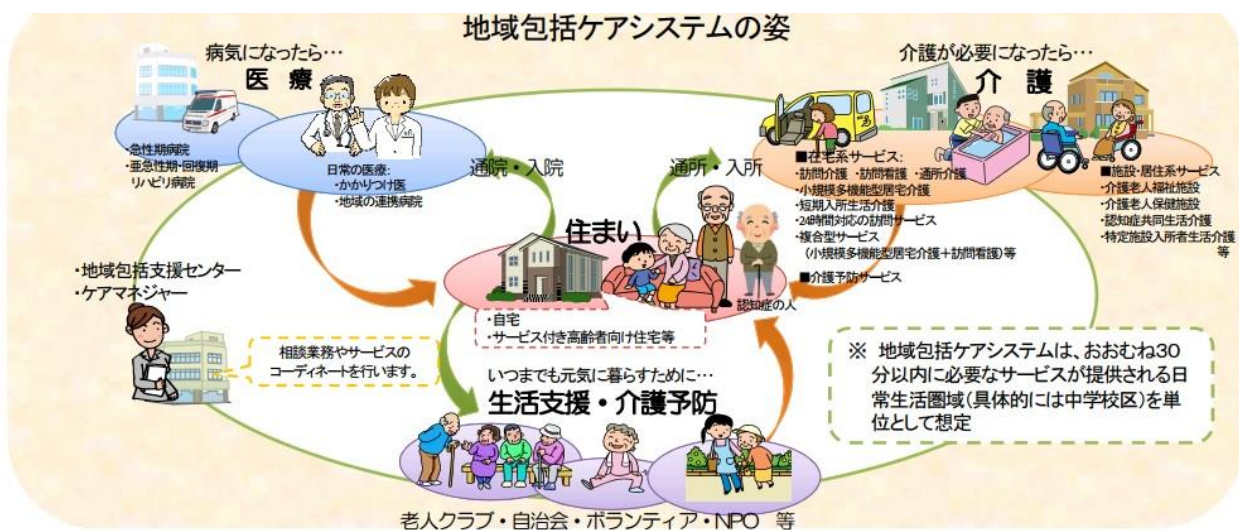 地域包括ケアシステムの姿
病気になったら…
医 療
・急性期病院
・亜急性期・回復期
リハビリ病院
日常の医療:
・かかりつけ医
・地域の連携病院
通院・入院
通所・入所
介護が必要になったら…
介 護
■在宅系サービス:
・訪問介護 ・訪問看護 ・通所介護
・小規模多機能型居宅介護
・短期入所生活介護
・24時間対応の訪問サービス
・複合型サービス
(小規模多機能型居宅介護+訪問看護)等
■介護予防サービス
■施設・居住系サービス
・介護老人福祉施設
・介護老人保健施設
・認知症共同生活介護
・特定施設入所者生活介護
等
住まい
認知症の人
・自宅
・サービス付き高齢者向け住宅等
・地域包括支援センター
・ケアマネジャー
相談業務やサービスの
コーディネートを行います。
いつまでも元気に暮らすために…
生活支援・介護予防
老人クラブ・自治会・ボランティア・NPO 等
※ 地域包括ケアシステムは、おおむね30
分以内に必要なサービスが提供される日
常生活圏域(具体的には中学校区)を単
位として想定